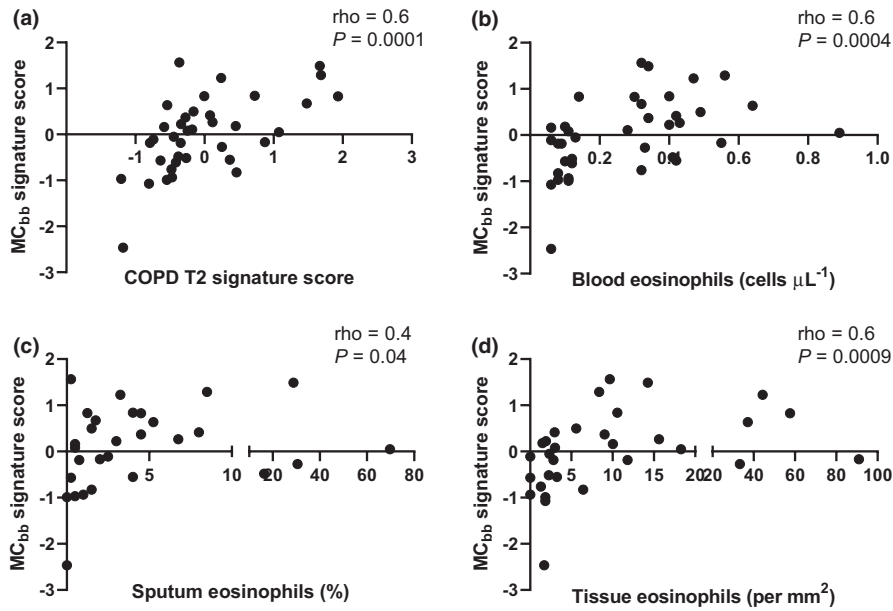 (a)
rho = 0.6
P = 0.0001
2
1
0
-1
-2
-3
-1
0
1
2
3
MCbb signature score
COPD T2 signature score
(b)
rho = 0.6
P = 0.0004
2
1
0
-1
-2
-3
0.2
0.4
0.6
0.8
1.0
MCbb signature score
Blood eosinophils (cells μL-1)
(c)
rho = 0.4
P = 0.04
2
1
0
-1
-2
-3
5
10
20
40
60
80
MCbb signature score
Sputum eosinophils (%)
(d)
rho = 0.6
P = 0.0009
2
1
0
-1
-2
-3
5
10
15
20
20
40
60
80
100
MCbb signature score
Tissue eosinophils (per mm2)